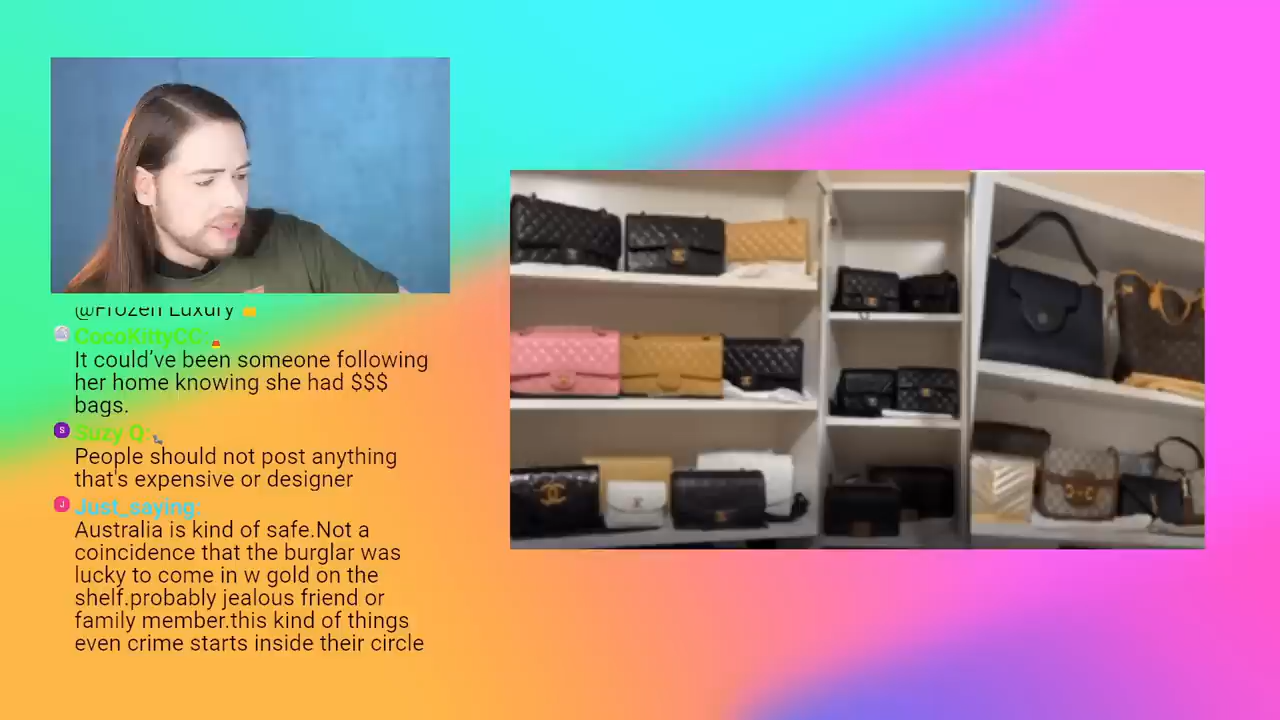 @Frozen Luxury
CocoKittyCC:
It could've been someone following
her home knowing she had $$$
bags.
S Suzy Q:
People should not post anything
that's expensive or designer
J Just_saying:
Australia is kind of safe.Not a
coincidence that the burglar was
lucky to come in w gold on the
shelf.probably jealous friend or
family member.this kind of things
even crime starts inside their circle